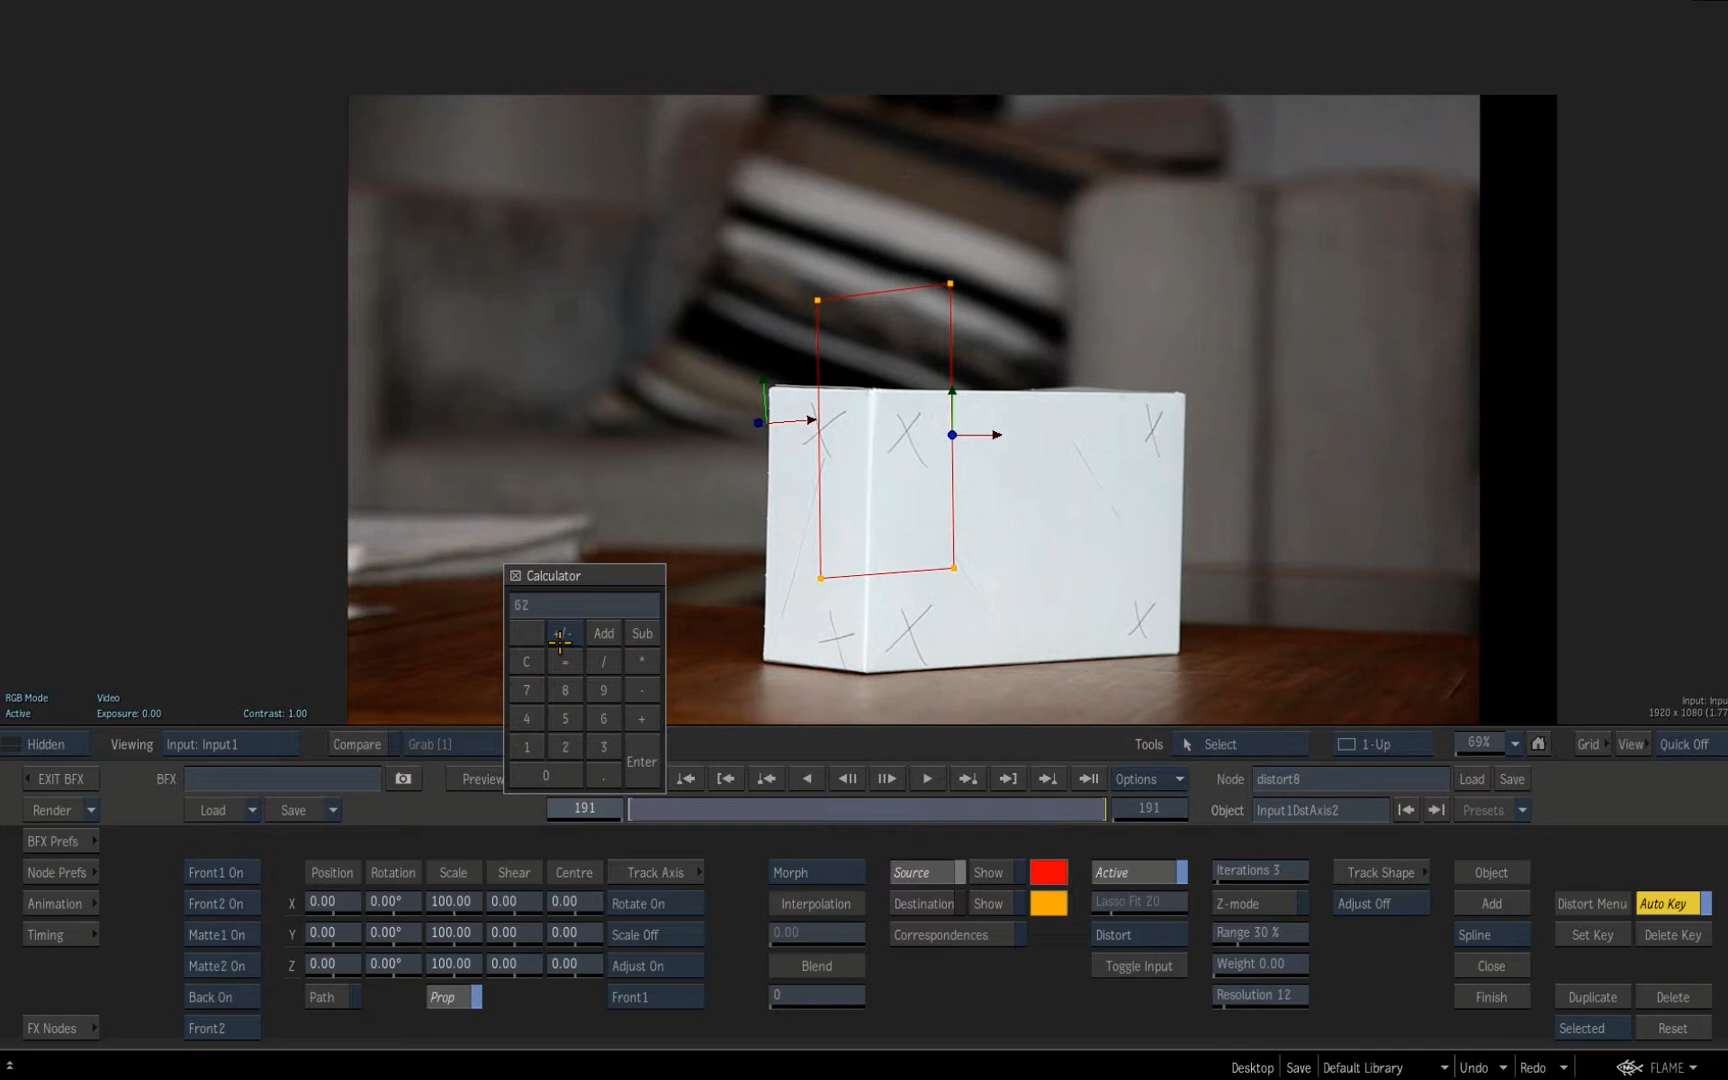 Calculator
62
+/- Add Sub
C = / *
7 8 9 -
4 5 6 +
1 2 3 Enter
0 .
RGB Mode Video
Active Exposure: 0.00 Contrast: 1.00
Input: Inpu
1920 x 1080 (1.77
Hidden Viewing Input: Input1 Compare Grab [1] Tools Select 1-Up 69% Grid View Quick Off
EXIT BFX BFX Preview Options Node distort8 Load Save
Render Load Save 191 191 Object Input1DstAxis2 Presets
BFX Prefs
Node Prefs Front1 On Position Rotation Scale Shear Centre Track Axis Morph Source Show Active Iterations 3 Track Shape Object
Animation Front2 On X 0.00 0.00° 100.00 0.00 0.00 Rotate On Interpolation Destination Show Lasso Fit 20 Z-mode Adjust Off Add Distort Menu Auto Key
Timing Matte1 On Y 0.00 0.00° 100.00 0.00 0.00 Scale Off 0.00 Correspondences Distort Range 30 % Spline Set Key Delete Key
Matte2 On Z 0.00 0.00° 100.00 0.00 0.00 Adjust On Blend Toggle Input Weight 0.00 Close
Back On Path Prop Front1 0 Resolution 12 Finish Duplicate Delete
FX Nodes Front2 Selected Reset
Desktop Save Default Library Undo Redo FLAME